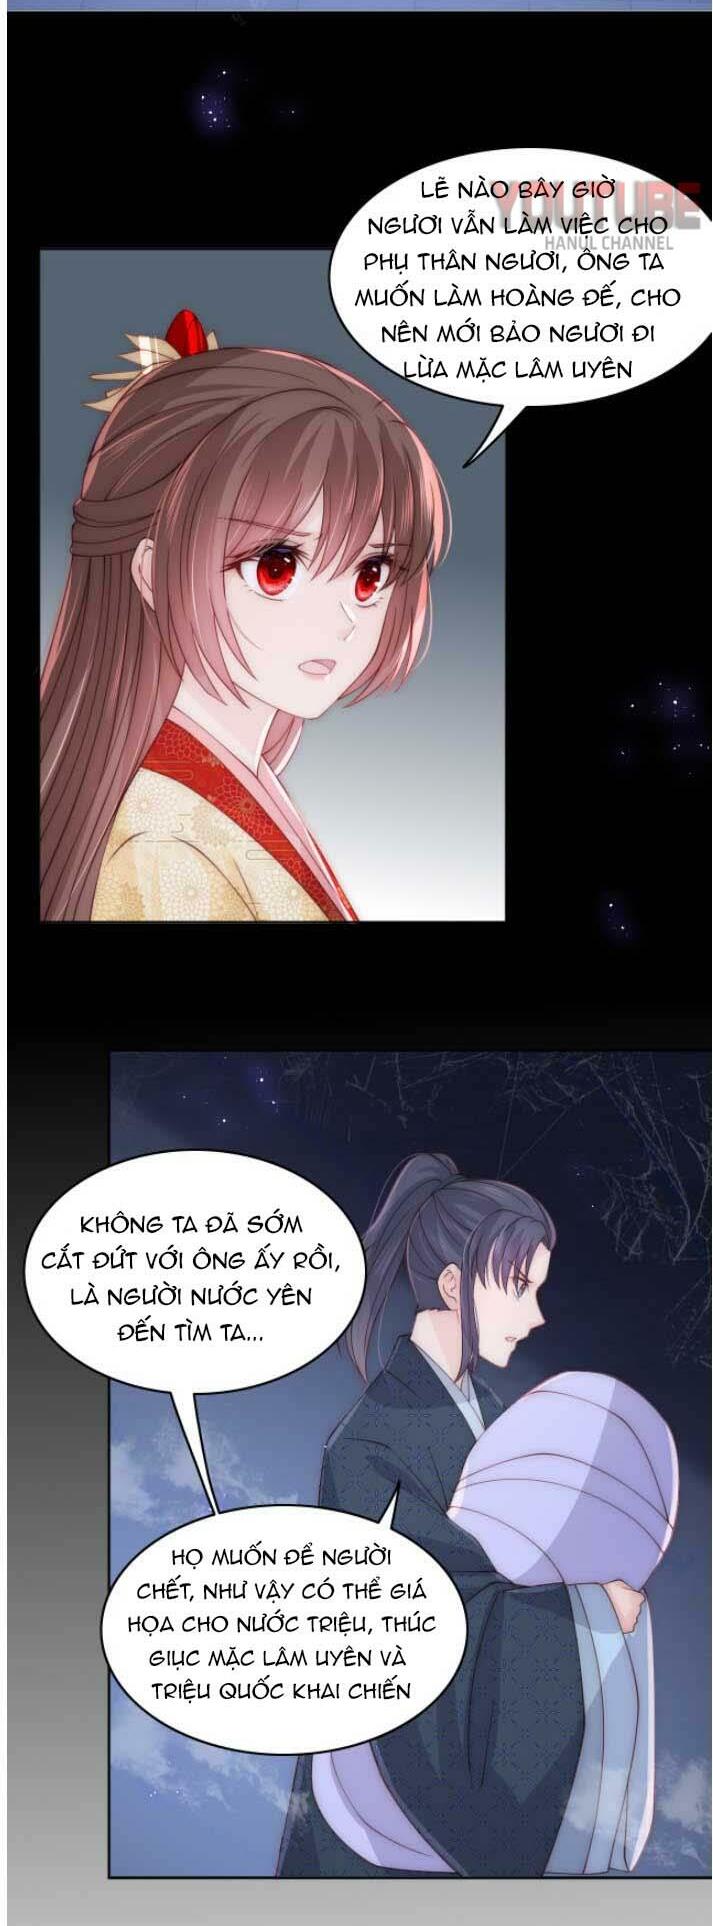 YOUTUBE
HANUL CHANNEL
LẼ NÀO BÂY GIỜ
NGƯƠI VẪN LÀM VIỆC CHO
PHỤ THÂN NGƯƠI, ÔNG TA
MUỐN LÀM HOÀNG ĐẾ, CHO
NÊN MỚI BẢO NGƯƠI ĐI
LỪA MẶC LÂM UYÊN
KHÔNG TA ĐÃ SỚM
CẮT ĐỨT VỚI ÔNG ẤY RỒI,
LÀ NGƯỜI NƯỚC YÊN
ĐẾN TÌM TA...
HỌ MUỐN ĐỂ NGƯỜI
CHẾT, NHƯ VẬY CÓ THỂ GIÁ
HỌA CHO NƯỚC TRIỆU, THÚC
GIỤC MẶC LÂM UYÊN VÀ
TRIỆU QUỐC KHAI CHIẾN